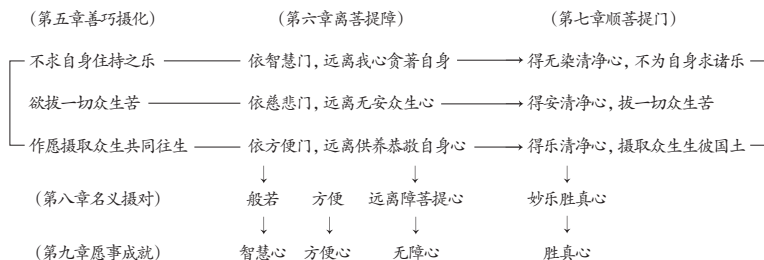 （第五章善巧摄化） （第六章离菩提障） （第七章顺菩提门）
不求自身住持之乐 依智慧门，远离我心贪著自身 得无染清净心，不为自身求诸乐
欲拔一切众生苦 依慈悲门，远离无安众生心 得安清净心，拔一切众生苦
作愿摄取众生共同往生 依方便门，远离供养恭敬自身心 得乐清净心，摄取众生生彼国土
（第八章名义摄对） 般若 方便 远离障菩提心 妙乐胜真心
（第九章愿事成就） 智慧心 方便心 无障心 胜真心